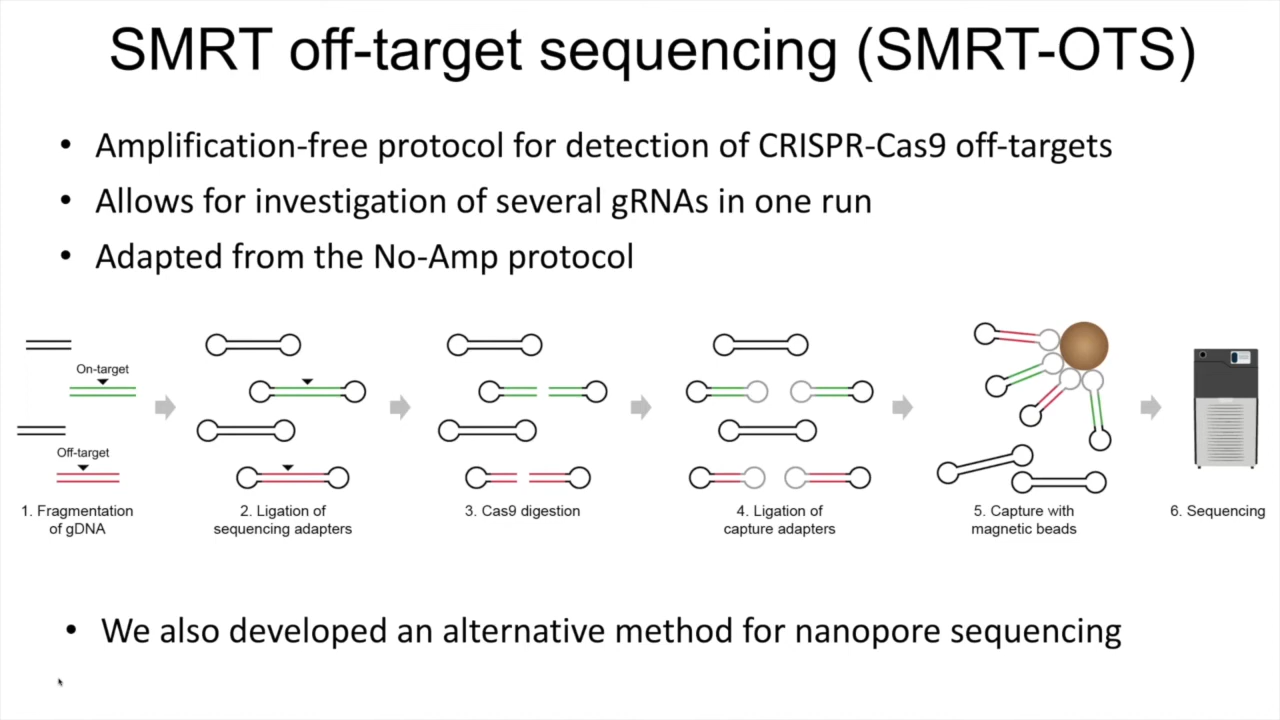 SMRT off-target sequencing (SMRT-OTS)
• Amplification-free protocol for detection of CRISPR-Cas9 off-targets
• Allows for investigation of several gRNAs in one run
• Adapted from the No-Amp protocol
On-target
Off-target
1. Fragmentation
of gDNA
2. Ligation of
sequencing adapters
3. Cas9 digestion
4. Ligation of
capture adapters
5. Capture with
magnetic beads
6. Sequencing
• We also developed an alternative method for nanopore sequencing